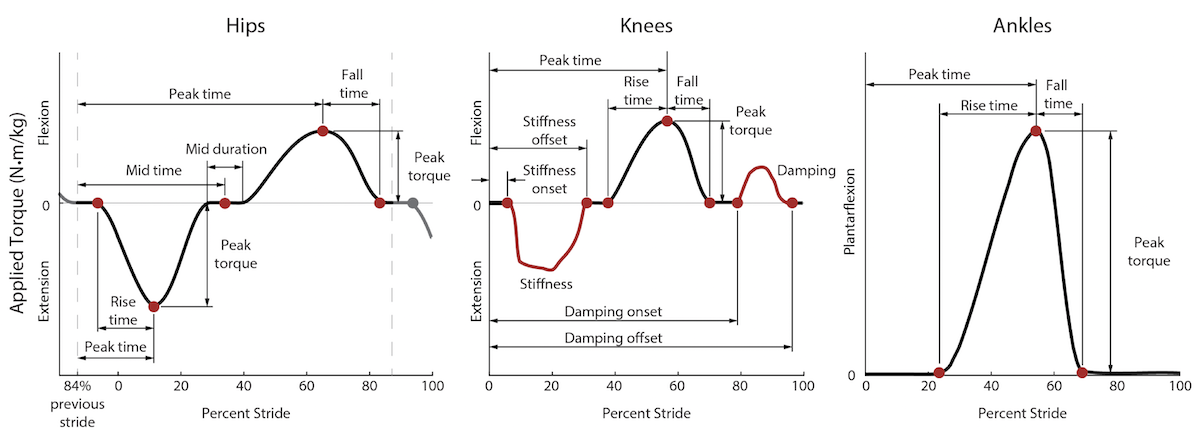 Hips
Knees
Ankles
Applied Torque (N·m/kg)
Flexion
Extension
0
Peak time
Fall
time
Mid duration
Mid time
Peak
torque
Peak
torque
Rise
time
Peak time
84%
previous
stride
0
20
40
60
80
100
Percent Stride
Flexion
Extension
0
Peak time
Rise
time
Fall
time
Peak
torque
Stiffness
offset
Stiffness
onset
Damping
Stiffness
Damping onset
Damping offset
0
20
40
60
80
100
Percent Stride
Plantarflexion
0
Peak time
Rise time
Fall
time
Peak
torque
0
20
40
60
80
100
Percent Stride